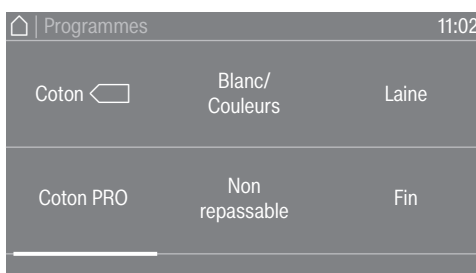 | Programmes
11:02
Coton
Blanc/
Couleurs
Laine
Coton PRO
Non
repassable
Fin